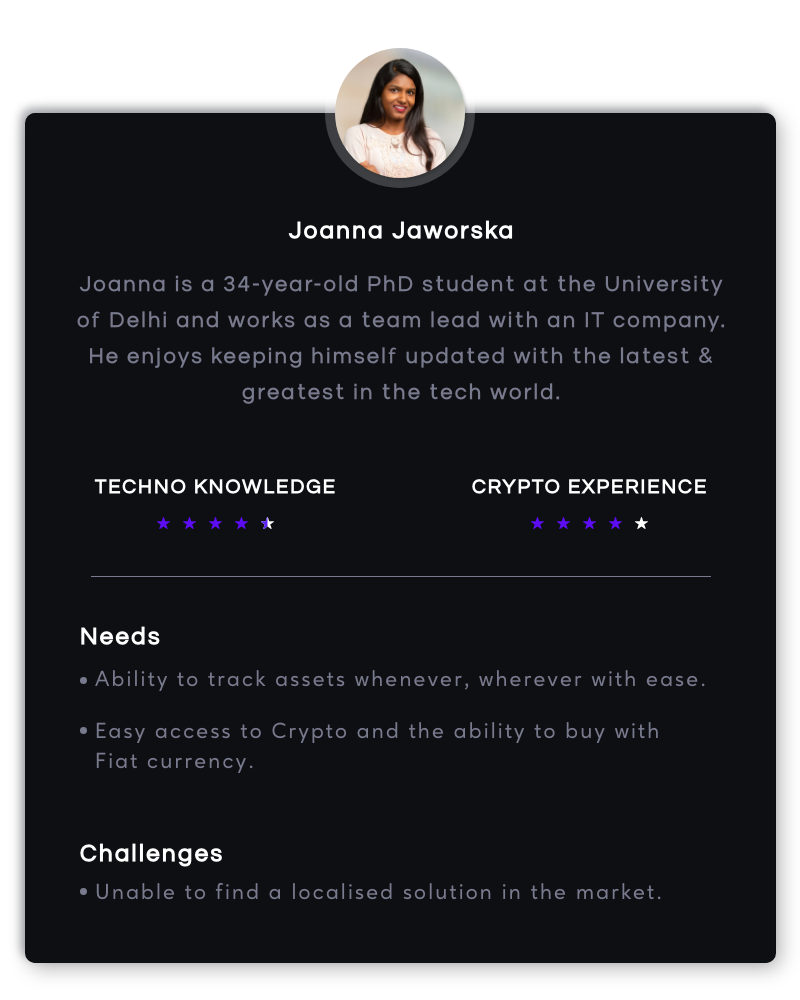 Joanna Jaworska
Joanna is a 34-year-old PhD student at the University
of Delhi and works as a team lead with an IT company.
He enjoys keeping himself updated with the latest &
greatest in the tech world.
TECHNO KNOWLEDGE
CRYPTO EXPERIENCE
Needs
• Ability to track assets whenever, wherever with ease.
• Easy access to Crypto and the ability to buy with
Fiat currency.
Challenges
• Unable to find a localised solution in the market.